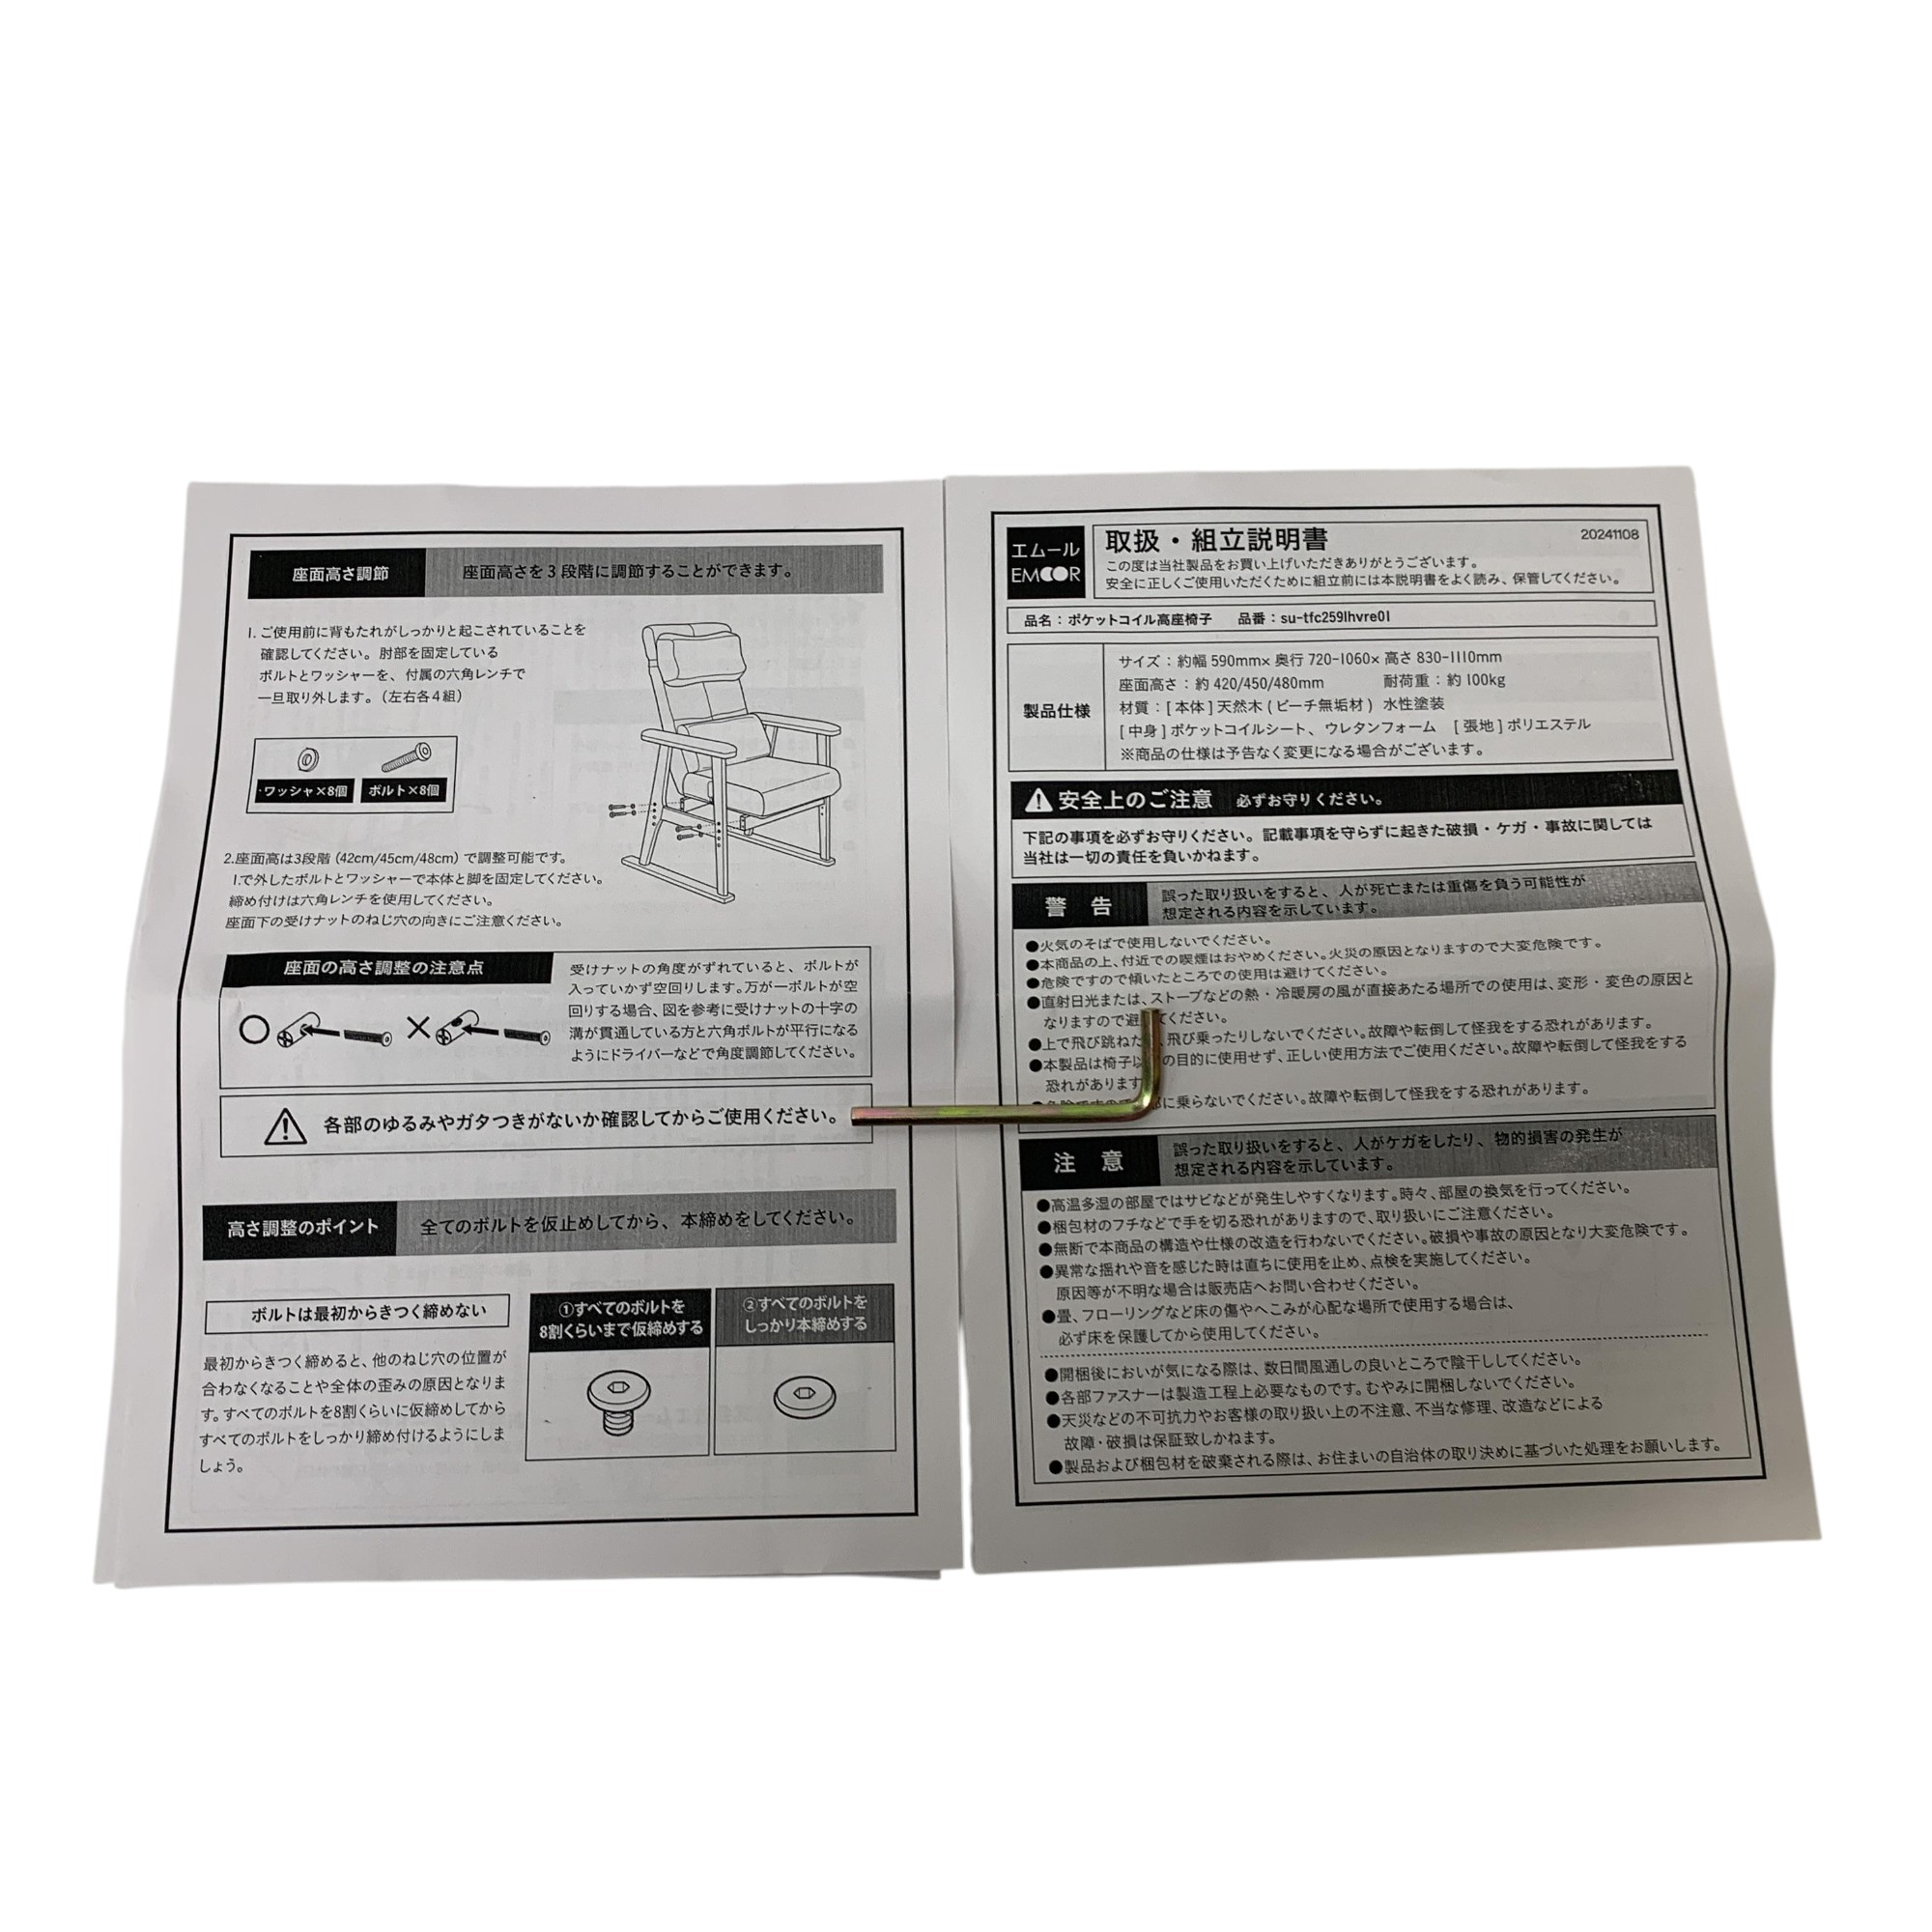 座面高さ調節 座面高さを3段階に調節することができます。
1. ご使用前に背もたれがしっかりと起こされていることを
確認してください。肘部を固定している
ボルトとワッシャーを、付属の六角レンチで
一旦取り外します。(左右各4組)
ワッシャ×8個 ボルト×8個
2.座面高は3段階（42cm/45cm/48cm）で調整可能です。
1.で外したボルトとワッシャーで本体と脚を固定してください。
締め付けは六角レンチを使用してください。
座面下の受けナットのねじ穴の向きにご注意ください。
座面の高さ調整の注意点
受けナットの角度がずれていると、ボルトが
入っていかず空回りします。万が一ボルトが空
回りする場合、図を参考に受けナットの十字の
溝が貫通している方と六角ボルトが平行になる
ようにドライバーなどで角度調節してください。
各部のゆるみやガタつきがないか確認してからご使用ください。
高さ調整のポイント 全てのボルトを仮止めしてから、本締めをしてください。
ボルトは最初からきつく締めない
最初からきつく締めると、他のねじ穴の位置が
合わなくなることや全体の歪みの原因となりま
す。すべてのボルトを8割くらいに仮締めしてから
すべてのボルトをしっかり締め付けるようにしま
しょう。
①すべてのボルトを
8割くらいまで仮締めする
②すべてのボルトを
しっかり本締めする
エムール
EMOOR
取扱・組立説明書 20241108
この度は当社製品をお買い上げいただきありがとうございます。
安全に正しくご使用いただくために組立前には本説明書をよく読み、保管してください。
品名：ポケットコイル高座椅子 品番：su-tfc2591hvre01
製品仕様
サイズ：約幅 590mm× 奥行 720-1060× 高さ 830-1110mm
座面高さ：約 420/450/480mm 耐荷重：約 100kg
材質：[ 本体 ] 天然木 ( ビーチ無垢材 ) 水性塗装
[ 中身 ] ポケットコイルシート、ウレタンフォーム [ 張地 ] ポリエステル
※商品の仕様は予告なく変更になる場合がございます。
安全上のご注意 必ずお守りください。
下記の事項を必ずお守りください。記載事項を守らずに起きた破損・ケガ・事故に関しては
当社は一切の責任を負いかねます。
警 告 誤った取り扱いをすると、人が死亡または重傷を負う可能性が
想定される内容を示しています。
●火気のそばで使用しないでください。
●本商品の上、付近での喫煙はおやめください。火災の原因となりますので大変危険です。
●危険ですので傾いたところでの使用は避けてください。
●直射日光または、ストーブなどの熱・冷暖房の風が直接あたる場所での使用は、変形・変色の原因と
なりますので避 てください。
●上で飛び跳ねた 飛び乗ったりしないでください。故障や転倒して怪我をする恐れがあります。
●本製品は椅子以 の目的に使用せず、正しい使用方法でご使用ください。故障や転倒して怪我をする
恐れがあります
に乗らないでください。故障や転倒して怪我をする恐れがあります。
注 意 誤った取り扱いをすると、人がケガをしたり、物的損害の発生が
想定される内容を示しています。
●高温多湿の部屋ではサビなどが発生しやすくなります。時々、部屋の換気を行ってください。
●梱包材のフチなどで手を切る恐れがありますので、取り扱いにご注意ください。
●無断で本商品の構造や仕様の改造を行わないでください。破損や事故の原因となり大変危険です。
●異常な揺れや音を感じた時は直ちに使用を止め、点検を実施してください。
原因等が不明な場合は販売店へお問い合わせください。
●畳、フローリングなど床の傷やへこみが心配な場所で使用する場合は、
必ず床を保護してから使用してください。
●開梱後においが気になる際は、数日間風通しの良いところで陰干ししてください。
●各部ファスナーは製造工程上必要なものです。むやみに開梱しないでください。
●天災などの不可抗力やお客様の取り扱い上の不注意、不当な修理、改造などによる
故障・破損は保証致しかねます。
●製品および梱包材を破棄される際は、お住まいの自治体の取り決めに基づいた処理をお願いします。